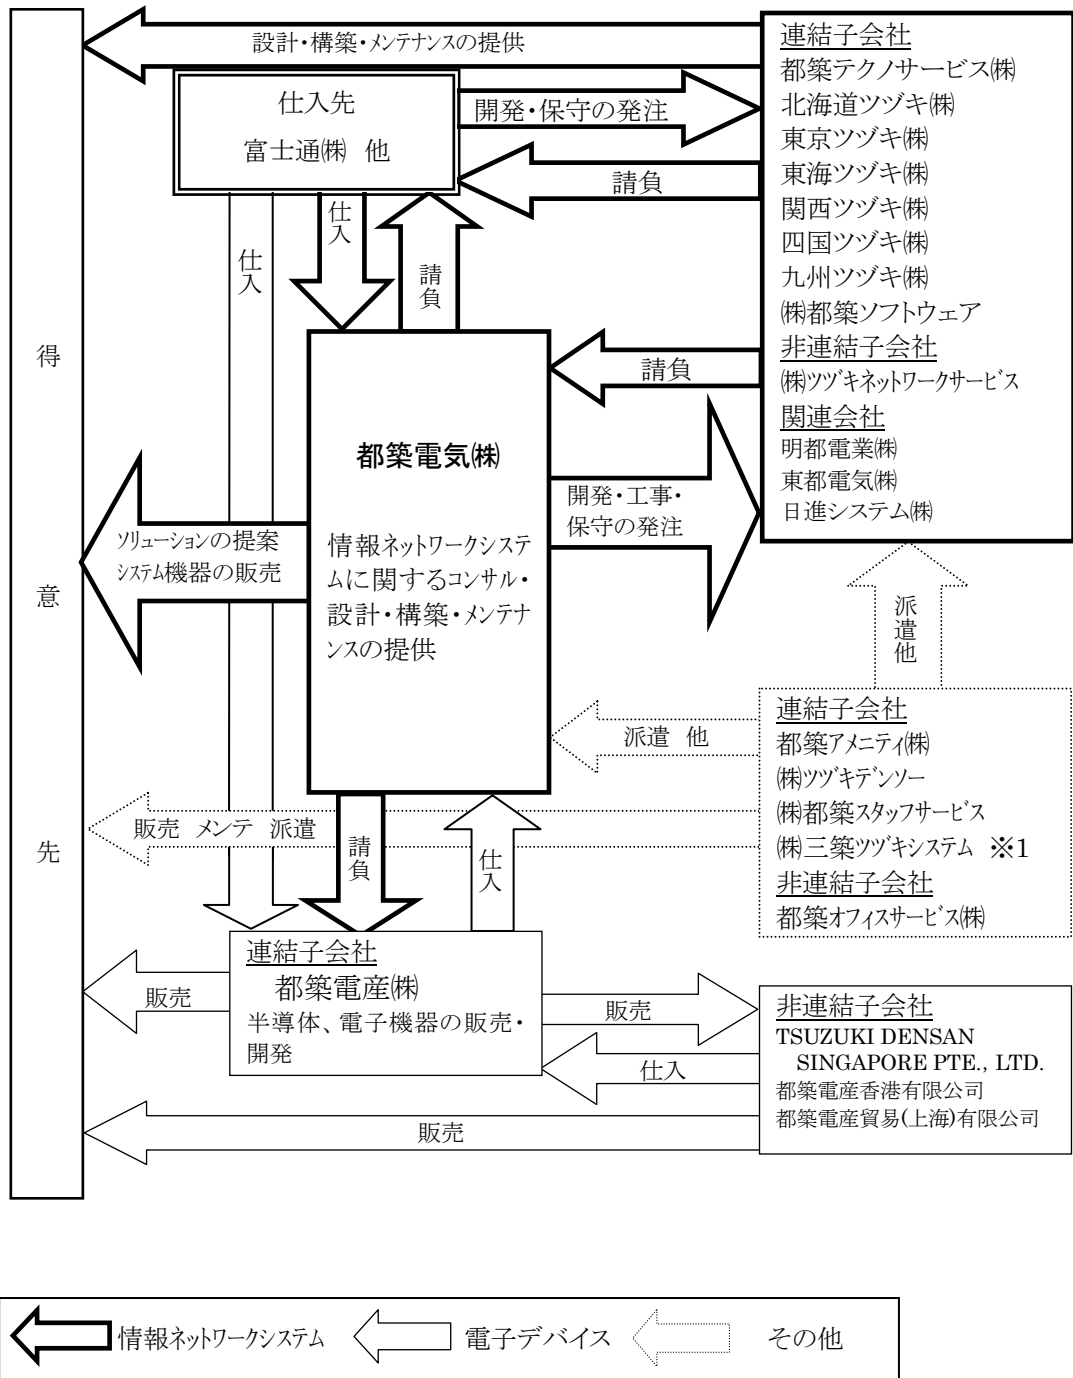 設計・構築・メンテナンスの提供
仕入先
富士通㈱ 他
開発・保守の発注
請負
仕入
仕入
請負
連結子会社
都築テクノサービス㈱
北海道ツヅキ㈱
東京ツヅキ㈱
東海ツヅキ㈱
関西ツヅキ㈱
四国ツヅキ㈱
九州ツヅキ㈱
㈱都築ソフトウェア
非連結子会社
㈱ツヅキネットワークサービス
関連会社
明都電業㈱
東都電気㈱
日進システム㈱
得意先
請負
都築電気㈱
情報ネットワークシステ
ムに関するコンサル・
設計・構築・メンテナ
ンスの提供
開発・工事・
保守の発注
ソリューションの提案
システム機器の販売
派遣他
派遣 他
連結子会社
都築アメニティ㈱
㈱ツヅキデンソー
㈱都築スタッフサービス
㈱三築ツヅキシステム ※1
非連結子会社
都築オフィスサービス㈱
販売 メンテ 派遣
請負
仕入
連結子会社
都築電産㈱
半導体、電子機器の販売・
開発
販売
販売
仕入
非連結子会社
TSUZUKI DENSAN
SINGAPORE PTE., LTD.
都築電産香港有限公司
都築電産貿易(上海)有限公司
販売
情報ネットワークシステム 電子デバイス その他